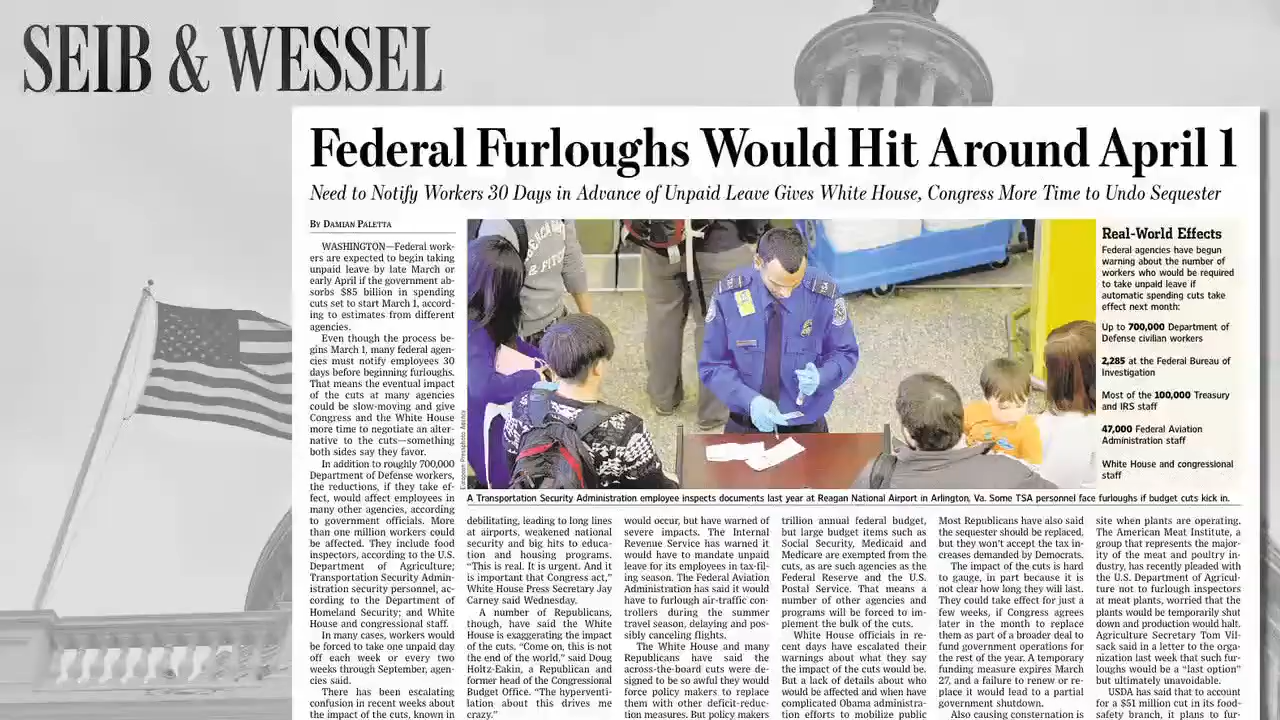 SEIB & WESSEL
Federal Furloughs Would Hit Around April 1
Need to Notify Workers 30 Days in Advance of Unpaid Leave Gives White House, Congress More Time to Undo Sequester
BY DAMIAN PALETTA
WASHINGTON—Federal work-
ers are expected to begin taking
unpaid leave by late March or
early April if the government ab-
sorbs $85 billion in spending
cuts set to start March 1, accord-
ing to estimates from different
agencies.
Even though the process be-
gins March 1, many federal agen-
cies must notify employees 30
days before beginning furloughs.
That means the eventual impact
of the cuts at many agencies
could be slow-moving and give
Congress and the White House
more time to negotiate an alter-
native to the cuts—something
both sides say they favor.
In addition to roughly 700,000
Department of Defense workers,
the reductions, if they take ef-
fect, would affect employees in
many other agencies, according
to government officials. More
than one million workers could
be affected. They include food
inspectors, according to the U.S.
Department of Agriculture;
Transportation Security Admin-
istration security personnel, ac-
cording to the Department of
Homeland Security; and White
House and congressional staff.
In many cases, workers would
be forced to take one unpaid day
off each week or every two
weeks through September, agen-
cies said.
There has been escalating
confusion in recent weeks about
the impact of the cuts, known in
European Pressphoto Agency
Real-World Effects
Federal agencies have begun
warning about the number of
workers who would be required
to take unpaid leave if
automatic spending cuts take
effect next month:
Up to 700,000 Department of
Defense civilian workers
2,285 at the Federal Bureau of
Investigation
Most of the 100,000 Treasury
and IRS staff
47,000 Federal Aviation
Administration staff
White House and congressional
staff
A Transportation Security Administration employee inspects documents last year at Reagan National Airport in Arlington, Va. Some TSA personnel face furloughs if budget cuts kick in.
debilitating, leading to long lines
at airports, weakened national
security and big hits to educa-
tion and housing programs.
"This is real. It is urgent. And it
is important that Congress act,"
White House Press Secretary Jay
Carney said Wednesday.
A number of Republicans,
though, have said the White
House is exaggerating the impact
of the cuts. "Come on, this is not
the end of the world," said Doug
Holtz-Eakin, a Republican and
former head of the Congressional
Budget Office. "The hyperventi-
lation about this drives me
crazy."
would occur, but have warned of
severe impacts. The Internal
Revenue Service has warned it
would have to mandate unpaid
leave for its employees in tax-fil-
ing season. The Federal Aviation
Administration has said it would
have to furlough air-traffic con-
trollers during the summer
travel season, delaying and pos-
sibly canceling flights.
The White House and many
Republicans have said the
across-the-board cuts were de-
signed to be so awful they would
force policy makers to replace
them with other deficit-reduc-
tion measures. But policy makers
trillion annual federal budget,
but large budget items such as
Social Security, Medicaid and
Medicare are exempted from the
cuts, as are such agencies as the
Federal Reserve and the U.S.
Postal Service. That means a
number of other agencies and
programs will be forced to im-
plement the bulk of the cuts.
White House officials in re-
cent days have escalated their
warnings about what they say
the impact of the cuts would be.
But a lack of details about who
would be affected and when have
complicated Obama administra-
tion efforts to mobilize public
Most Republicans have also said
the sequester should be replaced,
but they won't accept the tax in-
creases demanded by Democrats.
The impact of the cuts is hard
to gauge, in part because it is
not clear how long they will last.
They could take effect for just a
few weeks, if Congress agrees
later in the month to replace
them as part of a broader deal to
fund government operations for
the rest of the year. A temporary
funding measure expires March
27, and a failure to renew or re-
place it would lead to a partial
government shutdown.
Also causing consternation is
site when plants are operating.
The American Meat Institute, a
group that represents the major-
ity of the meat and poultry in-
dustry, has recently pleaded with
the U.S. Department of Agricul-
ture not to furlough inspectors
at meat plants, worried that the
plants would be temporarily shut
down and production would halt.
Agriculture Secretary Tom Vil-
sack said in a letter to the orga-
nization last week that such fur-
loughs would be a "last option"
but ultimately unavoidable.
USDA has said that to account
for a $51 million cut in its food-
safety branch, it plans to fur-